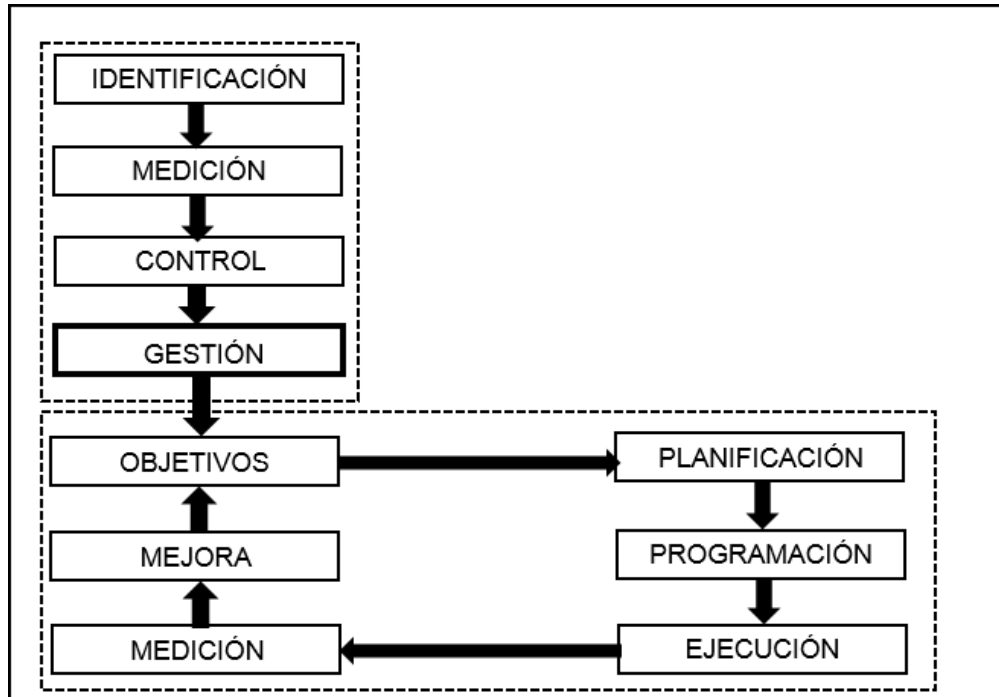 IDENTIFICACIÓN
MEDICIÓN
CONTROL
GESTIÓN
OBJETIVOS
PLANIFICACIÓN
MEJORA
PROGRAMACIÓN
MEDICIÓN
EJECUCIÓN